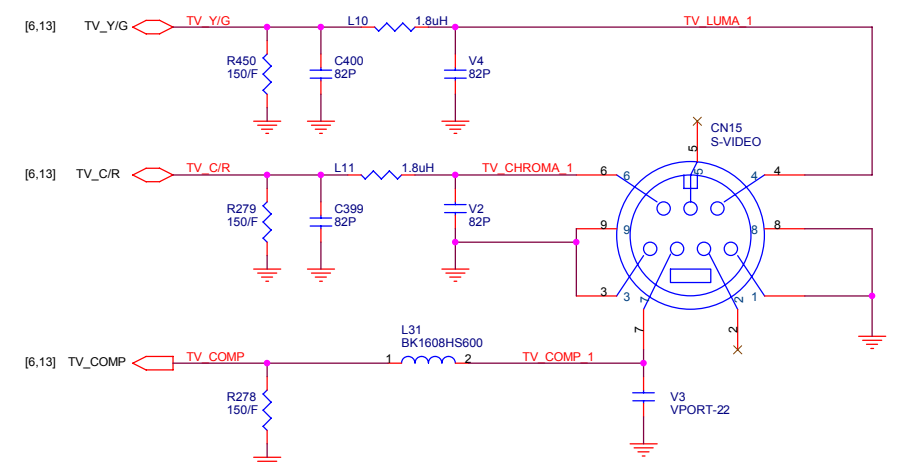 [6,13] TV_Y/G TV_Y/G L10 1.8uH TV_LUMA_1
R450 150/F
C400 82P
V4 82P
CN15
S-VIDEO
5
5
[6,13] TV_C/R TV_C/R L11 1.8uH TV_CHROMA_1 6 6 4 4
R279 150/F
C399 82P
V2 82P
9 9 8 8
3 3 7 2 1 1
7 2
L31
BK1608HS600
[6,13] TV_COMP TV_COMP 1 2 TV_COMP_1
R278 150/F
V3
VPORT-22